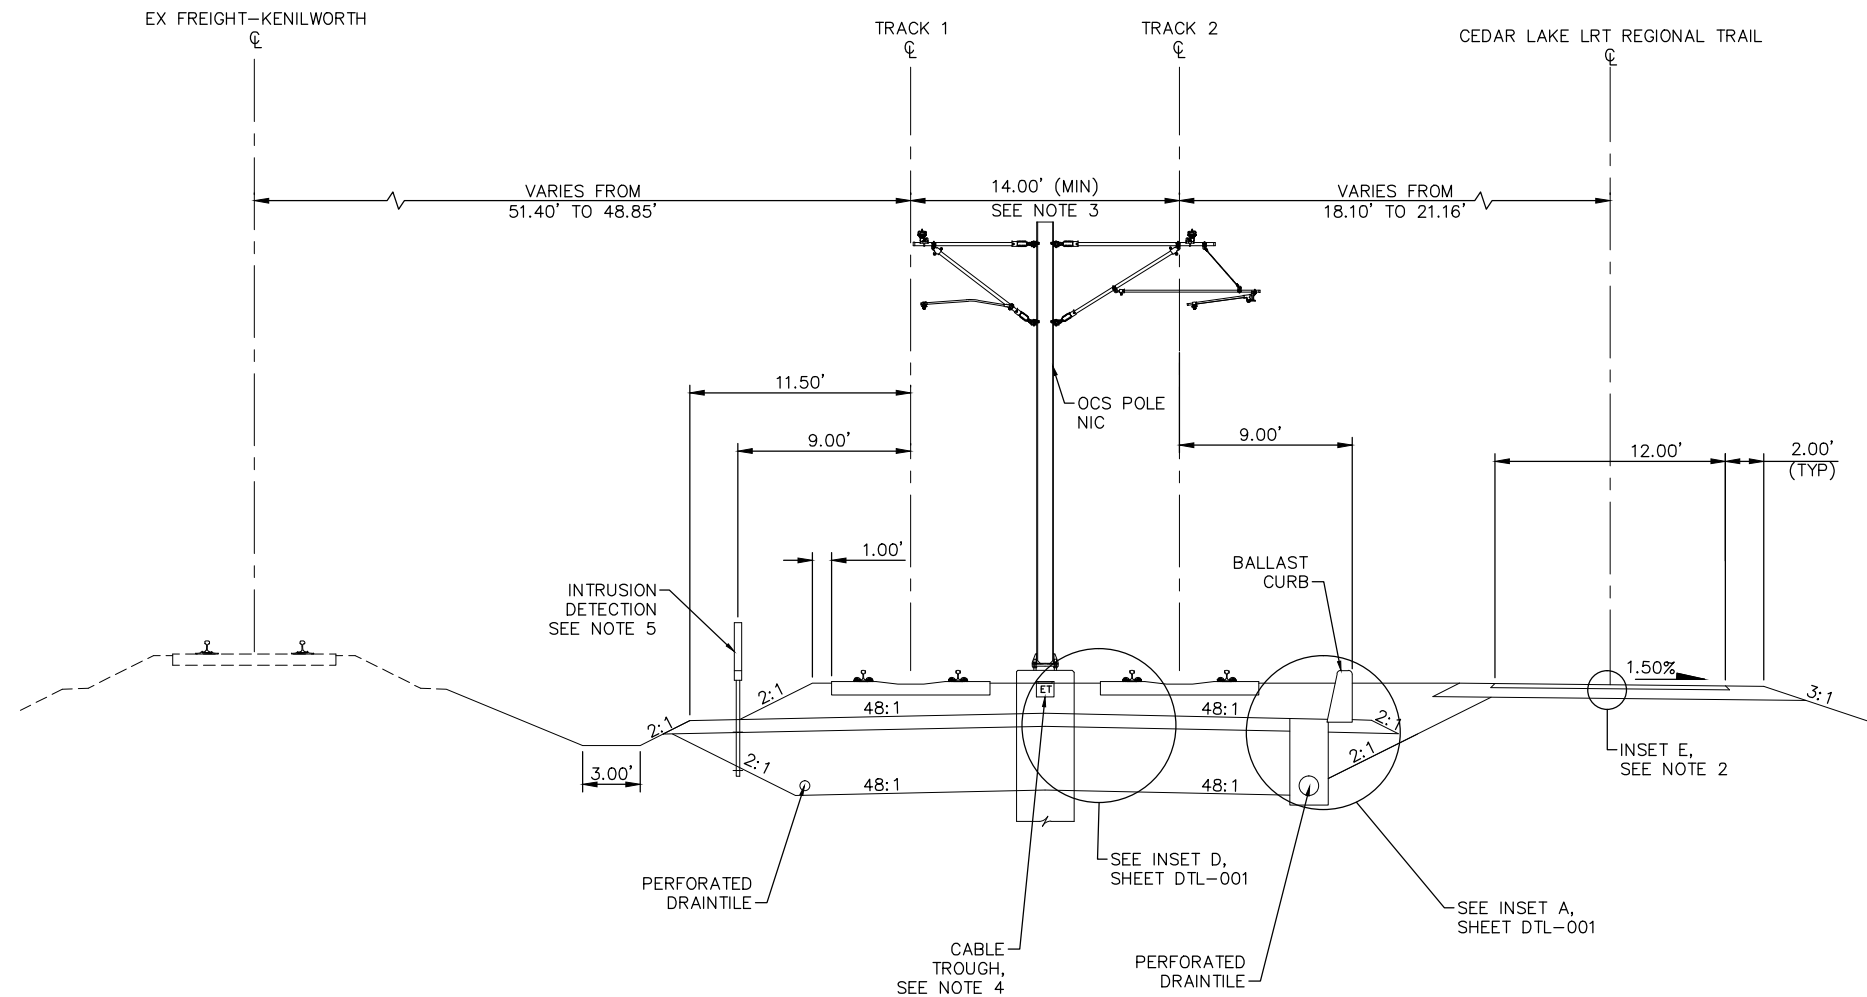 EX FREIGHT-KENILWORTH
℄
TRACK 1
℄
TRACK 2
℄
CEDAR LAKE LRT REGIONAL TRAIL
℄
VARIES FROM
51.40' TO 48.85'
14.00' (MIN)
SEE NOTE 3
VARIES FROM
18.10' TO 21.16'
11.50'
OCS POLE
NIC
9.00'
9.00'
12.00'
2.00'
(TYP)
1.00'
BALLAST
CURB
INTRUSION
DETECTION
SEE NOTE 5
1.50%
ET
2:1
48:1
48:1
2:1
2:1
3:1
2:1
2:1
3.00'
48:1
48:1
INSET E,
SEE NOTE 2
PERFORATED
DRAINTILE
SEE INSET D,
SHEET DTL-001
SEE INSET A,
SHEET DTL-001
CABLE
TROUGH,
SEE NOTE 4
PERFORATED
DRAINTILE